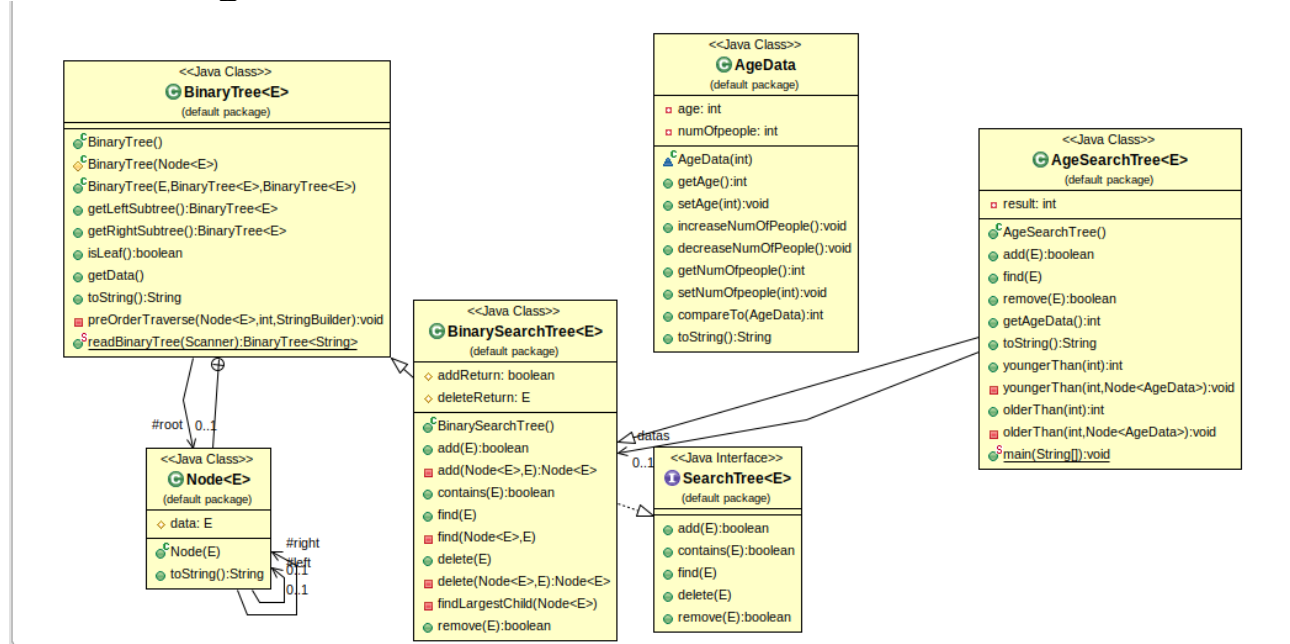 <<Java Class>>
BinaryTree<E>
(default package)
BinaryTree()
BinaryTree(Node<E>)
BinaryTree(E,BinaryTree<E>,BinaryTree<E>)
getLeftSubtree():BinaryTree<E>
getRightSubtree():BinaryTree<E>
isLeaf():boolean
getData()
toString():String
preOrderTraverse(Node<E>,int,StringBuilder):void
readBinaryTree(Scanner):BinaryTree<String>
#root
0..1
<<Java Class>>
Node<E>
(default package)
data: E
Node(E)
toString():String
#right
#left
0..1
0..1
<<Java Class>>
BinarySearchTree<E>
(default package)
addReturn: boolean
deleteReturn: E
BinarySearchTree()
add(E):boolean
add(Node<E>,E):Node<E>
contains(E):boolean
find(E)
find(Node<E>,E)
delete(E)
delete(Node<E>,E):Node<E>
findLargestChild(Node<E>)
remove(E):boolean
<<Java Class>>
AgeData
(default package)
age: int
numOfpeople: int
AgeData(int)
getAge():int
setAge(int):void
increaseNumOfPeople():void
decreaseNumOfPeople():void
getNumOfpeople():int
setNumOfpeople(int):void
compareTo(AgeData):int
toString():String
-datas
0..1
<<Java Interface>>
SearchTree<E>
(default package)
add(E):boolean
contains(E):boolean
find(E)
delete(E)
remove(E):boolean
<<Java Class>>
AgeSearchTree<E>
(default package)
result: int
AgeSearchTree()
add(E):boolean
find(E)
remove(E):boolean
getAgeData():int
toString():String
youngerThan(int):int
youngerThan(int,Node<AgeData>):void
olderThan(int):int
olderThan(int,Node<AgeData>):void
main(String[]):void